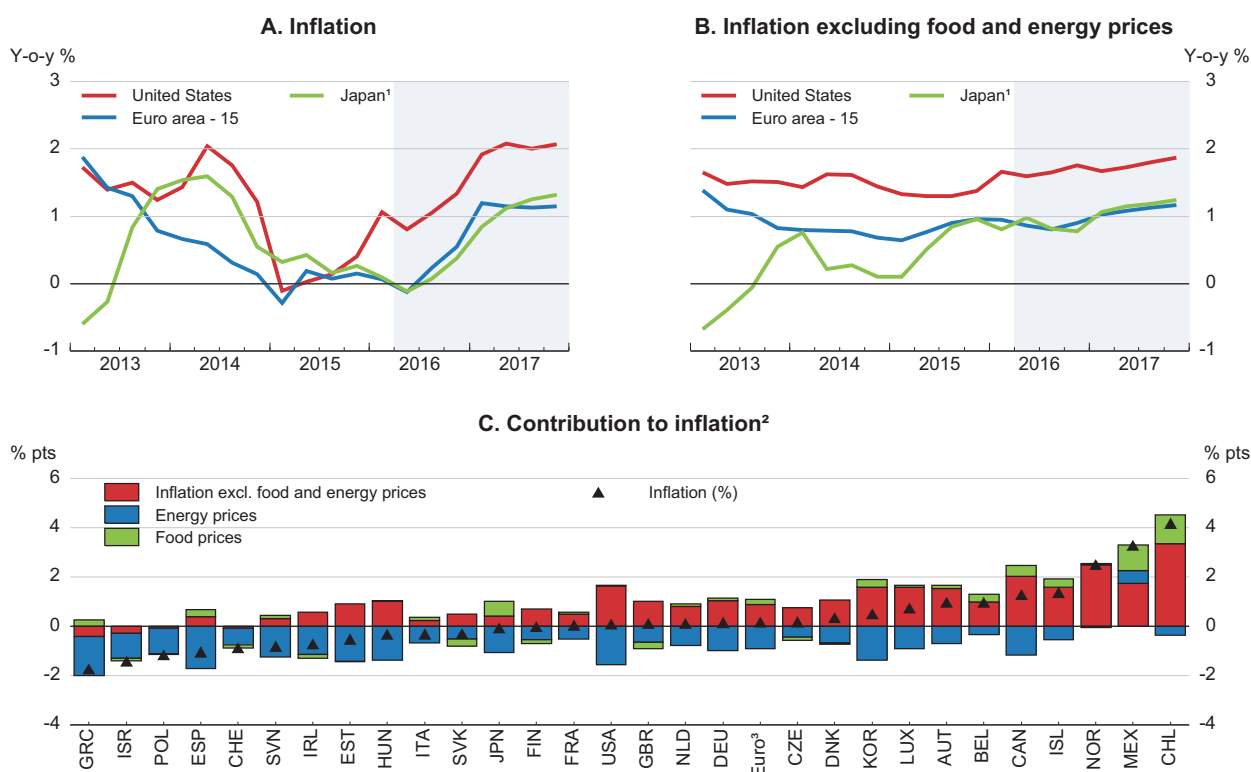 A. Inflation
B. Inflation excluding food and energy prices
Y-o-y %
Y-o-y %
3
2
1
0
-1
United States
Japan¹
Euro area - 15
2013 2014 2015 2016 2017
United States
Japan¹
Euro area - 15
3
2
1
0
-1
2013 2014 2015 2016 2017
C. Contribution to inflation²
% pts
% pts
6
4
2
0
-2
-4
Inflation excl. food and energy prices
Inflation (%)
Energy prices
Food prices
6
4
2
0
-2
-4
GRC ISR POL ESP CHE SVN IRL EST HUN ITA SVK JPN FIN FRA USA GBR NLD DEU Euro³ CZE DNK KOR LUX AUT BEL CAN ISL NOR MEX CHL